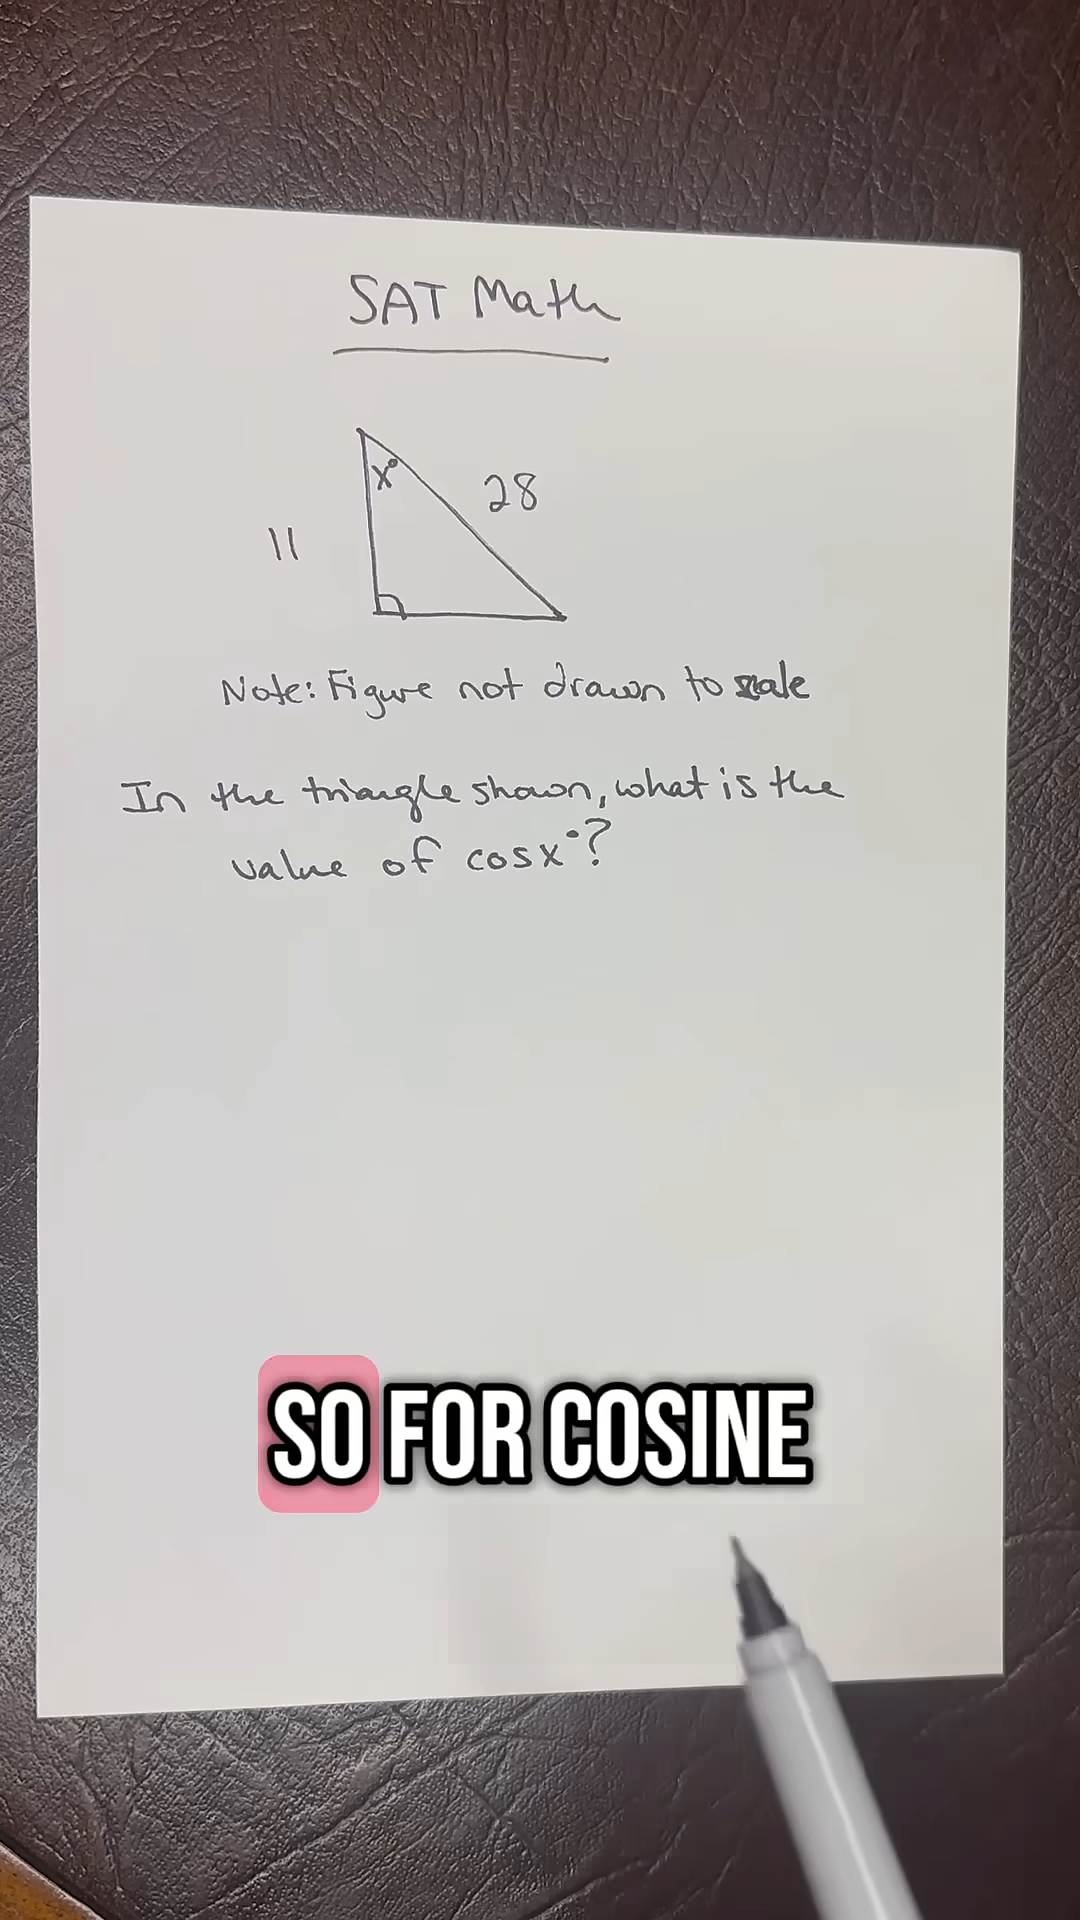 SAT Math
x°
28
11
Note: Figure not drawn to scale
In the triangle shown, what is the
value of cosx°?
SO FOR COSINE